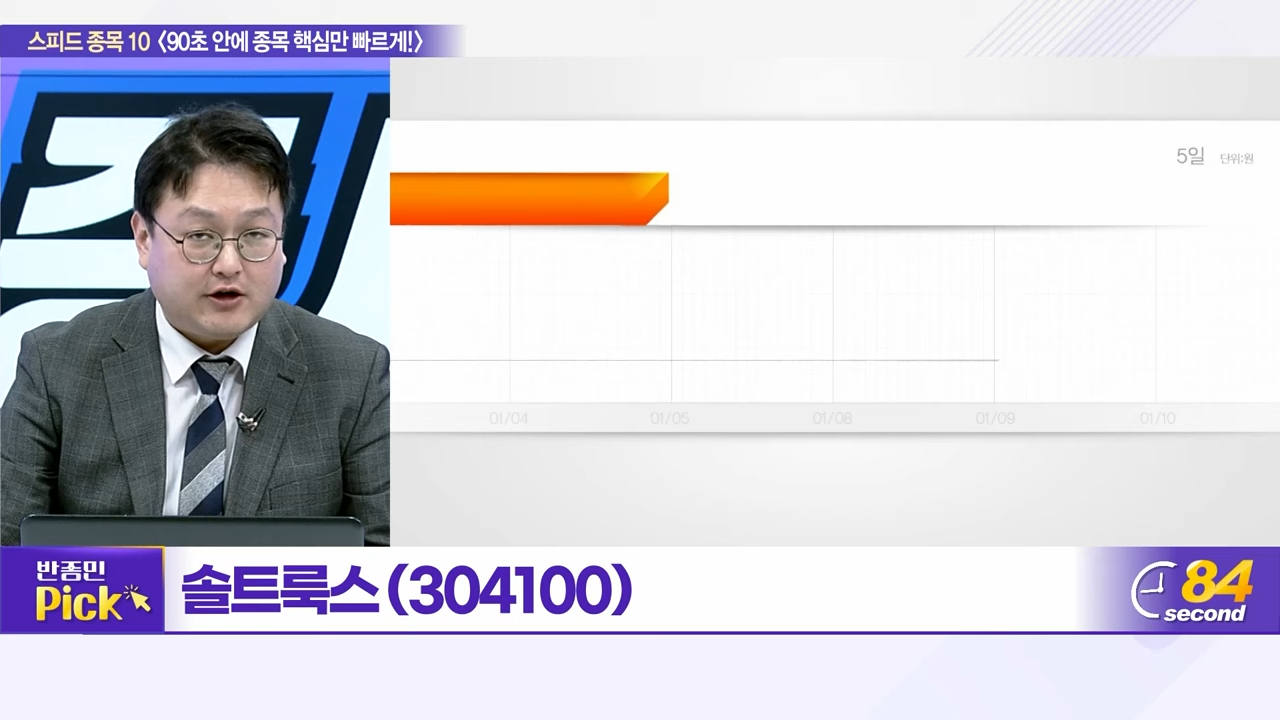 스피드 종목 10 <90초 안에 종목 핵심만 빠르게!>
5일 단위:원
01/04 01/05 01/08 01/09 01/10
반종민
Pick
솔트룩스(304100)
84
second